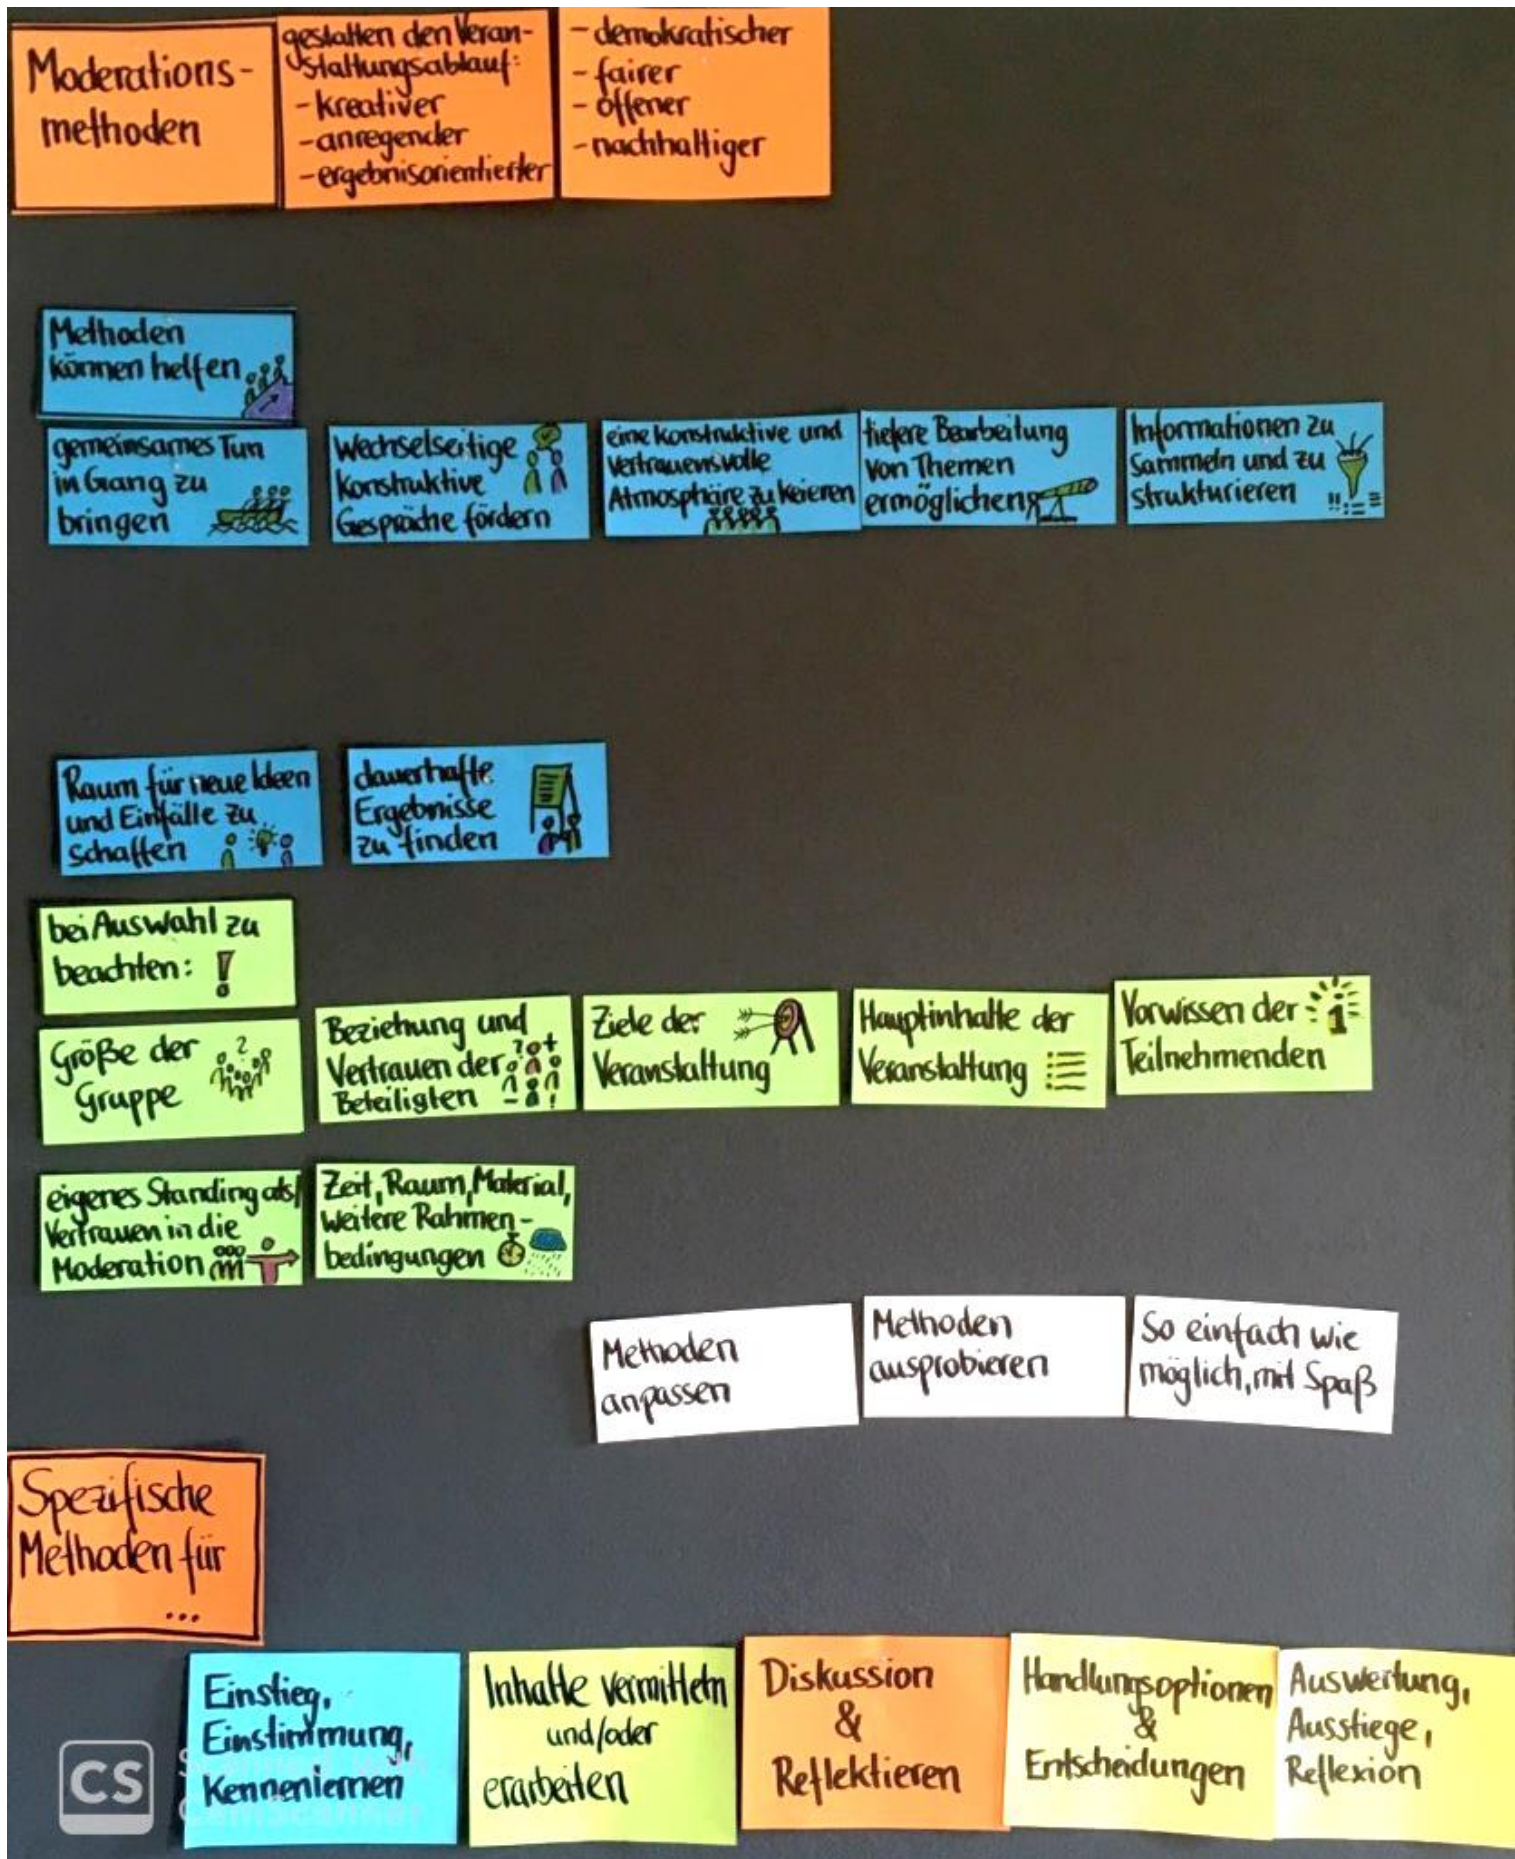 Moderations-
methoden
gestalten den Veran-
staltungsablauf:
- kreativer
- anregender
- ergebnisorientierter
- demokratischer
- fairer
- offener
- nachhaltiger
Methoden
können helfen
gemeinsames Tun
in Gang zu
bringen
Wechselseitige
konstruktive
Gespräche fördern
eine konstruktive und
vertrauensvolle
Atmosphäre zu keieren
tiefere Bearbeitung
von Themen
ermöglichen
Informationen zu
Sammeln und zu
strukturieren
Raum für neue Ideen
und Einfälle zu
schaffen
dauerhafte
Ergebnisse
zu finden
bei Auswahl zu
beachten: !
Größe der
Gruppe
Beziehung und
Vertrauen der
Beteiligten
Ziele der
Veranstaltung
Hauptinhalte der
Veranstaltung
Vorwissen der
Teilnehmenden
eigenes Standing als/
Vertrauen in die
Moderation
Zeit, Raum, Material,
weitere Rahmen-
bedingungen
Methoden
anpassen
Methoden
ausprobieren
So einfach wie
möglich, mit Spaß
Spezifische
Methoden für
...
Einstieg,
Einstimmung,
Kennenlernen
Inhalte vermitteln
und/oder
erarbeiten
Diskussion
&
Reflektieren
Handlungsoptionen
&
Entscheidungen
Auswertung,
Ausstiege,
Reflexion
CS
CamScanner